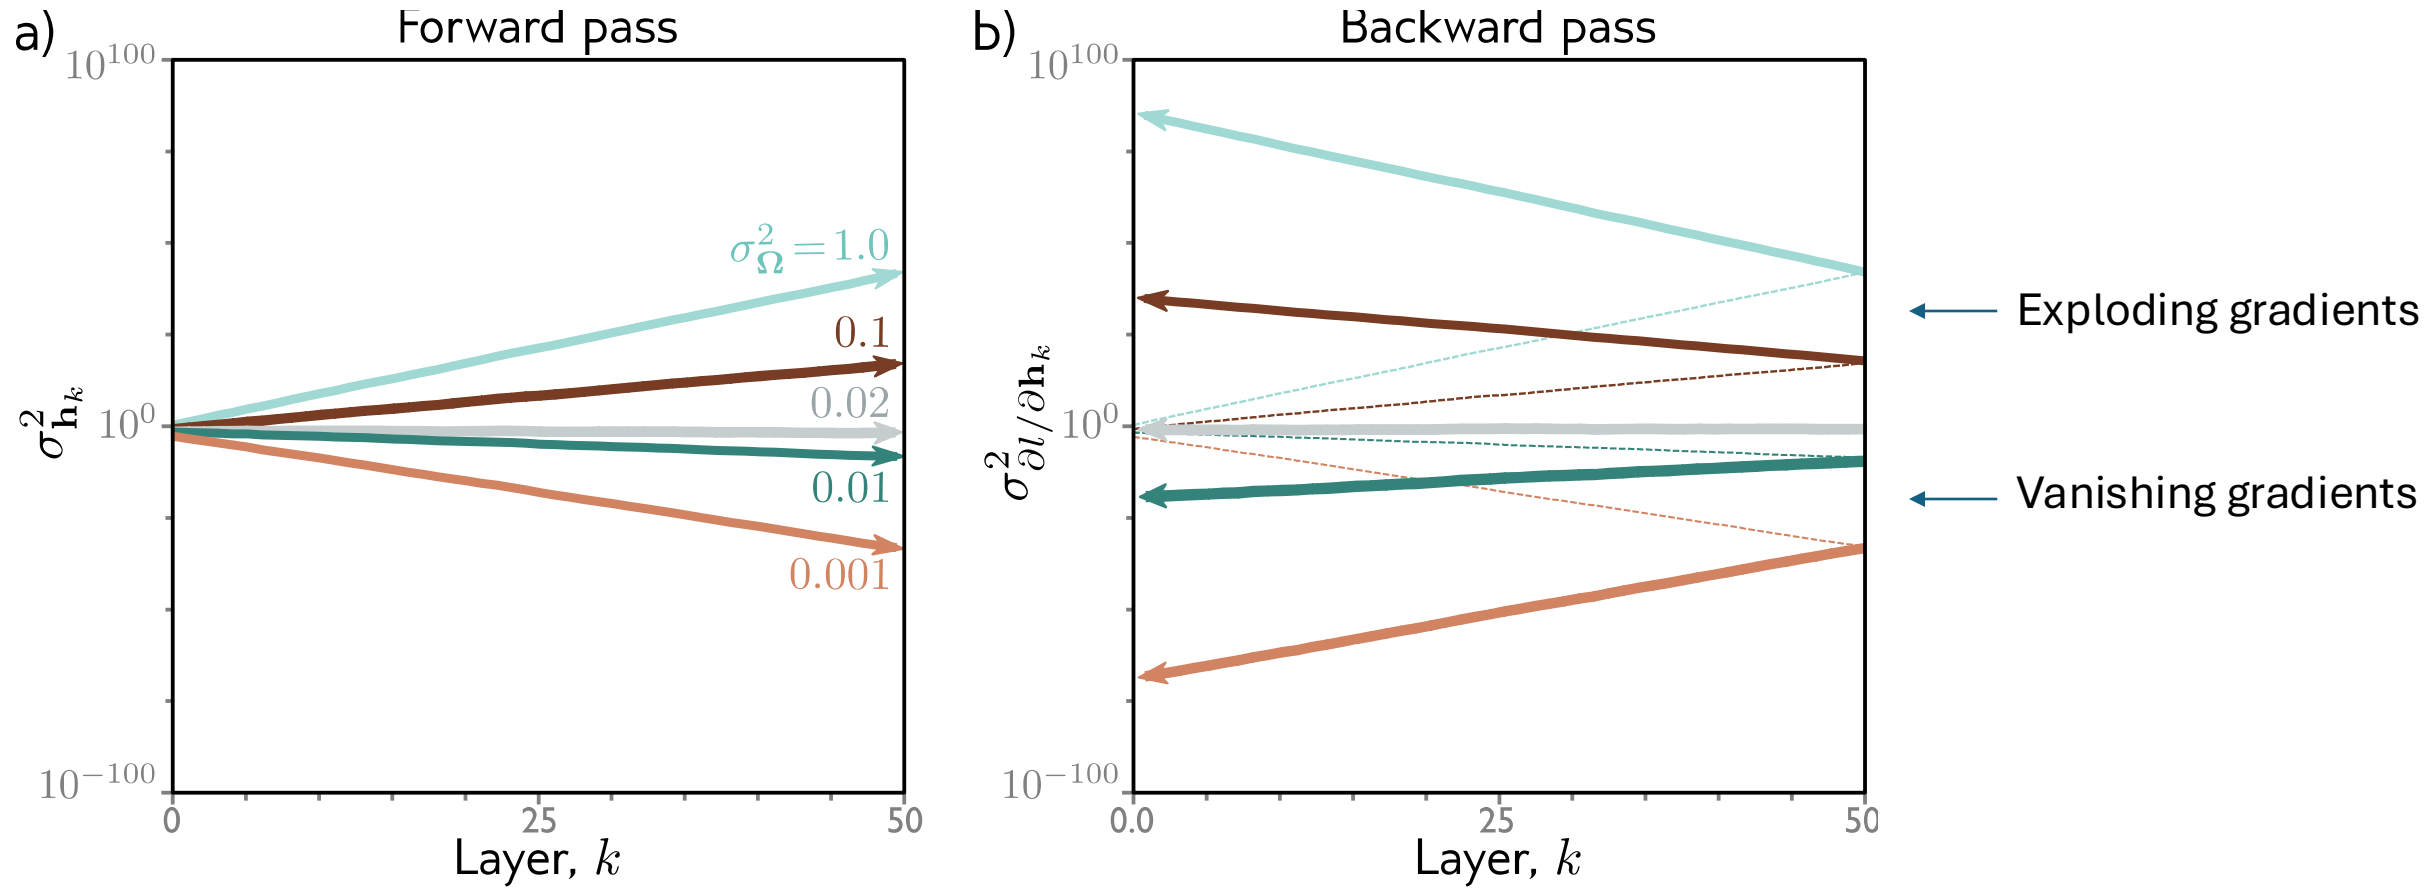 a) Forward pass
10^100
σ²_Ω = 1.0
0.1
0.02
10^0
0.01
0.001
σ²_h_k
10^−100
0 25 50
Layer, k
b) Backward pass
10^100
10^0
σ²_∂l/∂h_k
10^−100
0.0 25 50
Layer, k
Exploding gradients
Vanishing gradients